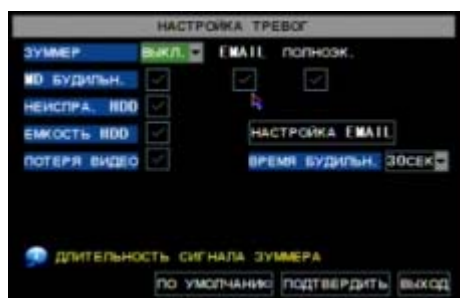 НАСТРОЙКА ТРЕВОГ
ЗУММЕР ВЫКЛ. EMAIL ПОЛНОЭК.
MD БУДИЛЬН.
НЕИСПРА. HDD
ЕМКОСТЬ HDD НАСТРОЙКА EMAIL
ПОТЕРЯ ВИДЕО ВРЕМЯ БУДИЛЬН. 30СЕК
ДЛИТЕЛЬНОСТЬ СИГНАЛА ЗУММЕРА
ПО УМОЛЧАНИЮ ПОДТВЕРДИТЬ ВЫХОД